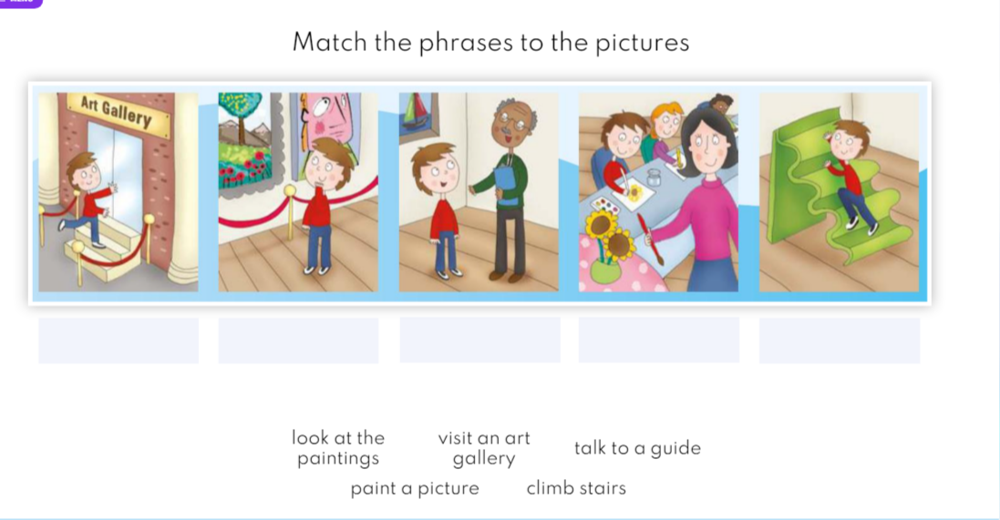 Match the phrases to the pictures
Art Gallery
look at the
paintings
visit an art
gallery
talk to a guide
paint a picture
climb stairs